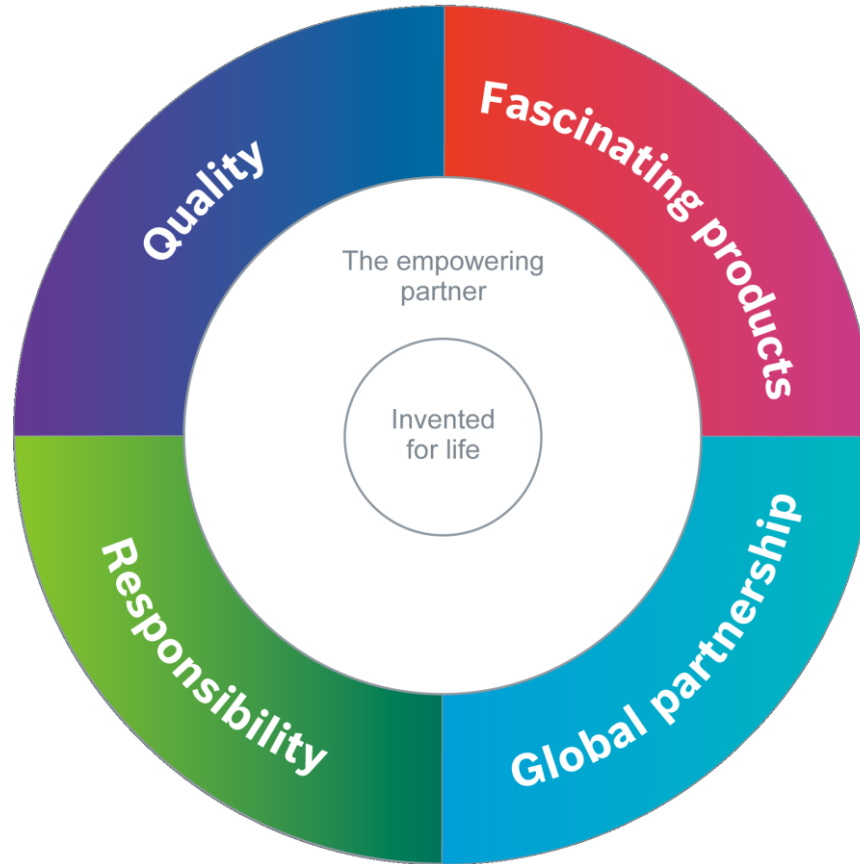 Quality
Fascinating products
The empowering
partner
Invented
for life
Responsibility
Global partnership